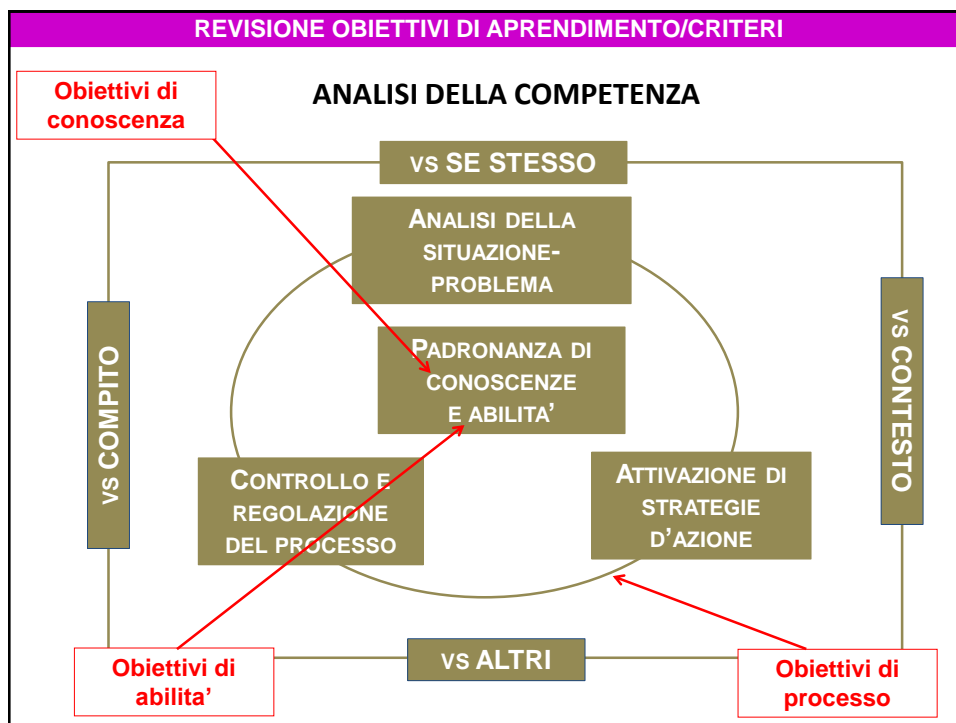 REVISIONE OBIETTIVI DI APRENDIMENTO/CRITERI
Obiettivi di
conoscenza
ANALISI DELLA COMPETENZA
VS SE STESSO
ANALISI DELLA
SITUAZIONE-
PROBLEMA
VS COMPITO
VS CONTESTO
PADRONANZA DI
CONOSCENZE
E ABILITA’
CONTROLLO E
REGOLAZIONE
DEL PROCESSO
ATTIVAZIONE DI
STRATEGIE
D’AZIONE
Obiettivi di
abilita’
VS ALTRI
Obiettivi di
processo